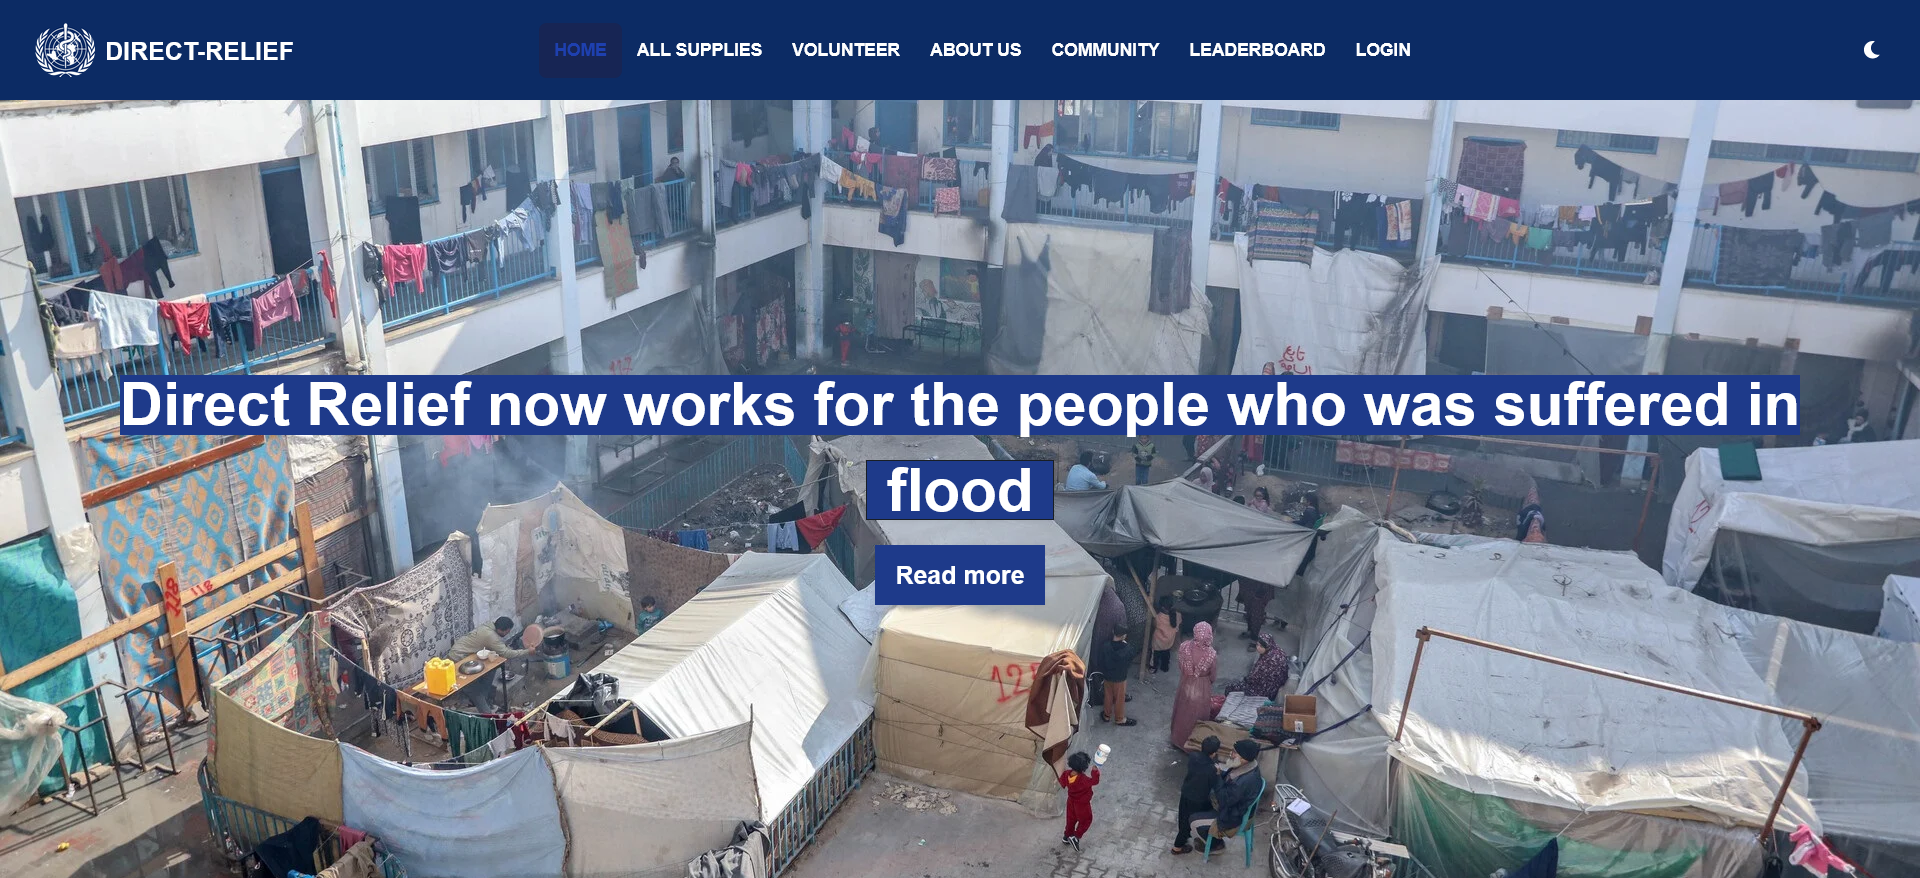 DIRECT-RELIEF
HOME ALL SUPPLIES VOLUNTEER ABOUT US COMMUNITY LEADERBOARD LOGIN
Direct Relief now works for the people who was suffered in
flood
Read more